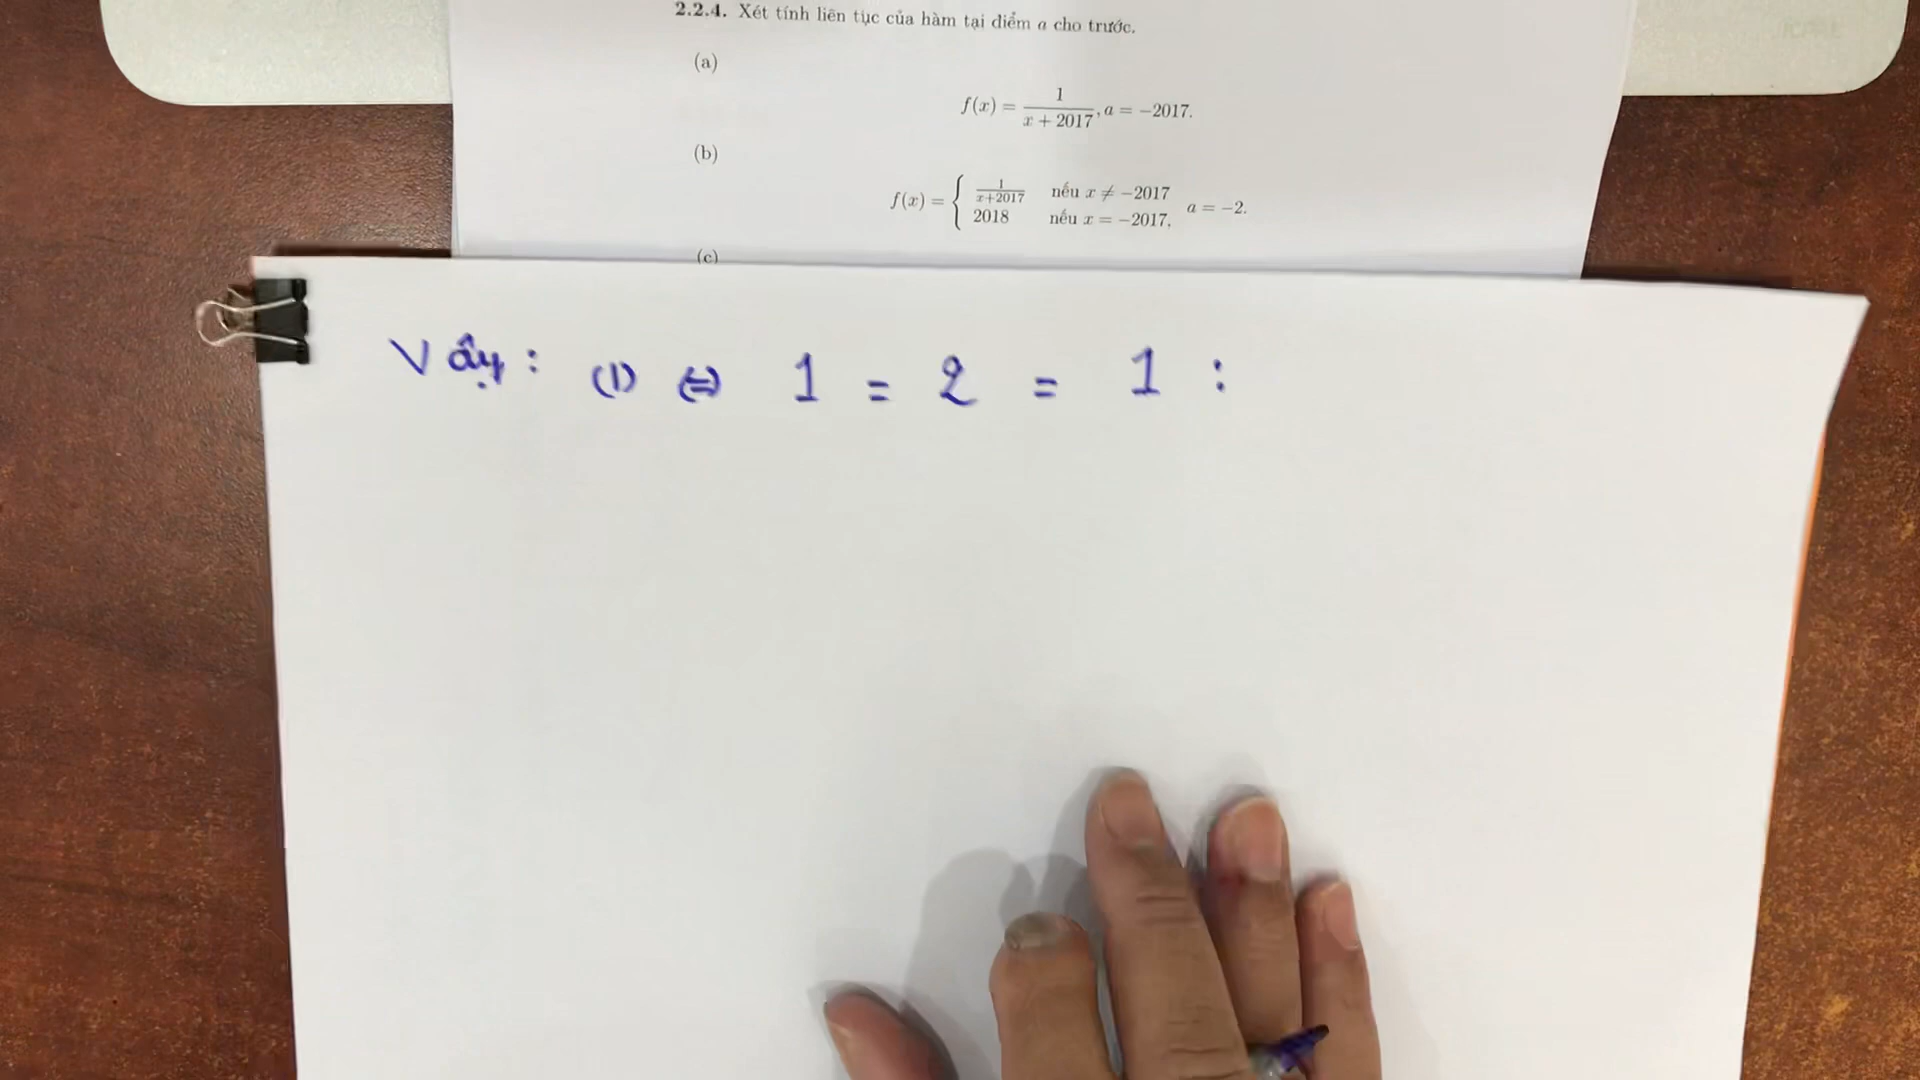 2.2.4. Xét tính liên tục của hàm tại điểm a cho trước.
(a)
f(x) = 1/(x + 2017), a = −2017.
(b)
f(x) = { 1/(x+2017) nếu x ≠ −2017
2018 nếu x = −2017, a = −2.
(c)
Vậy : (1) ⇔ 1 = 2 = 1 :